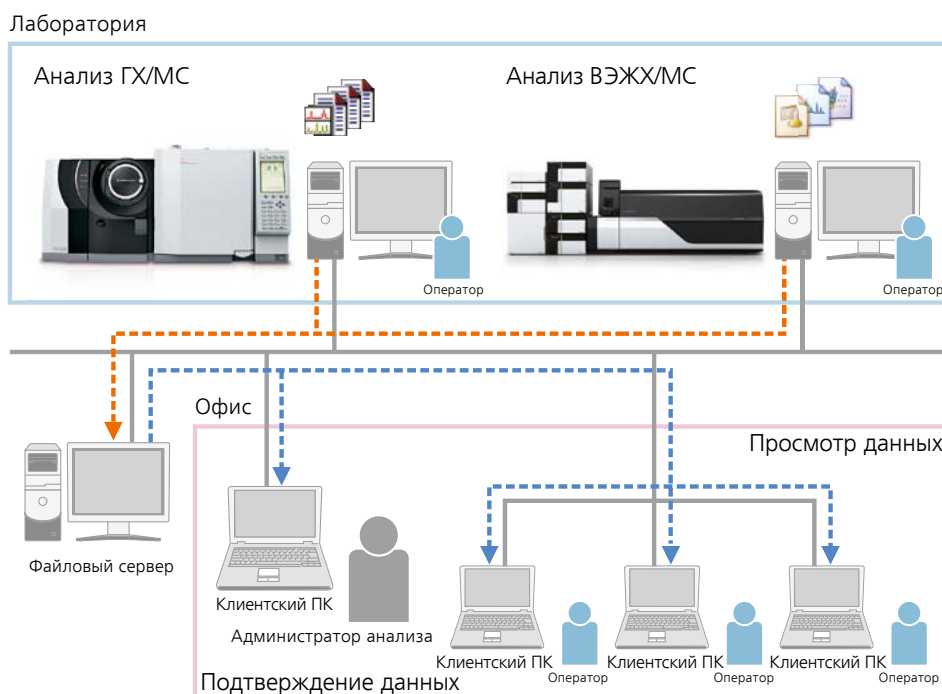 Лаборатория
Анализ ГХ/МС
Анализ ВЭЖХ/МС
Оператор
Оператор
Офис
Просмотр данных
Файловый сервер
Клиентский ПК
Администратор анализа
Клиентский ПК
Оператор
Клиентский ПК
Оператор
Клиентский ПК
Оператор
Подтверждение данных